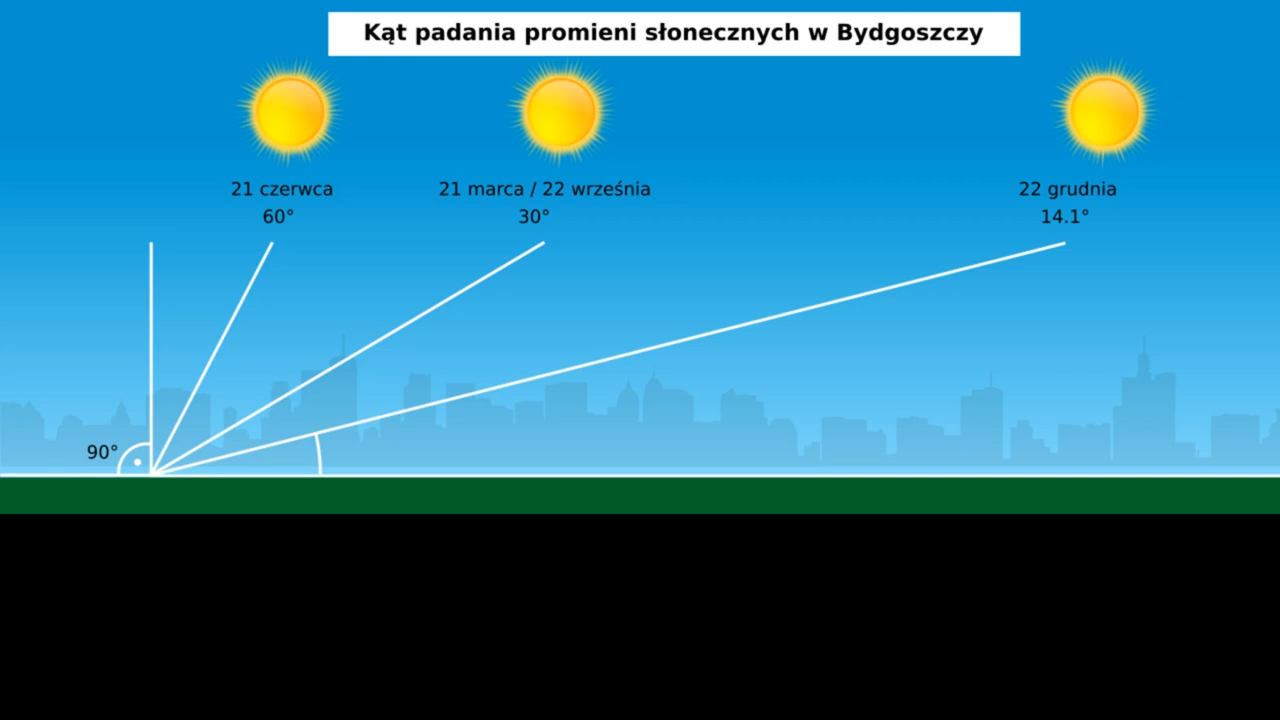 Kąt padania promieni słonecznych w Bydgoszczy
21 czerwca
60°
21 marca / 22 września
30°
22 grudnia
14.1°
90°